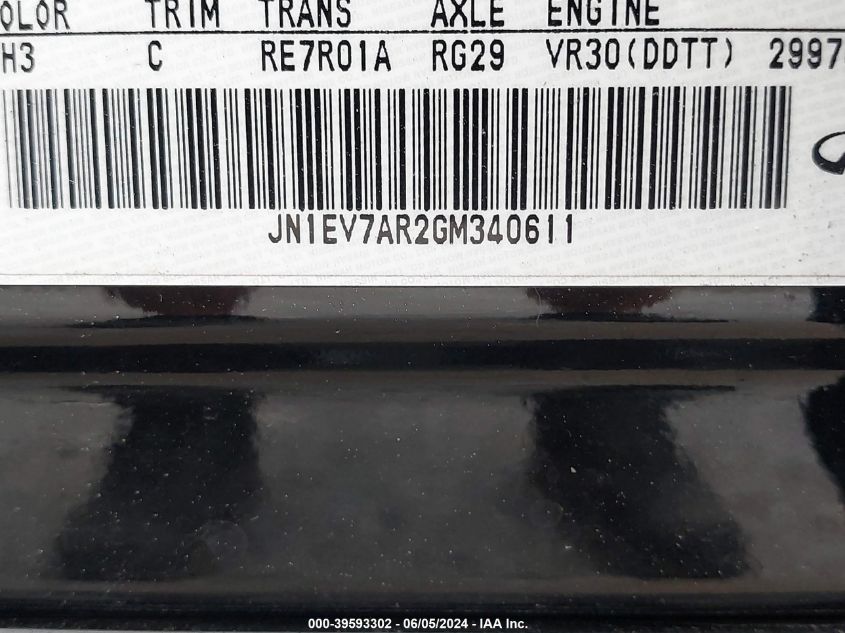 OLOR TRIM TRANS AXLE ENGINE
H3 C RE7R01A RG29 VR30(DDTT) 2997
JN1EV7AR2GM340611
000-39593302 - 06/05/2024 - IAA Inc.